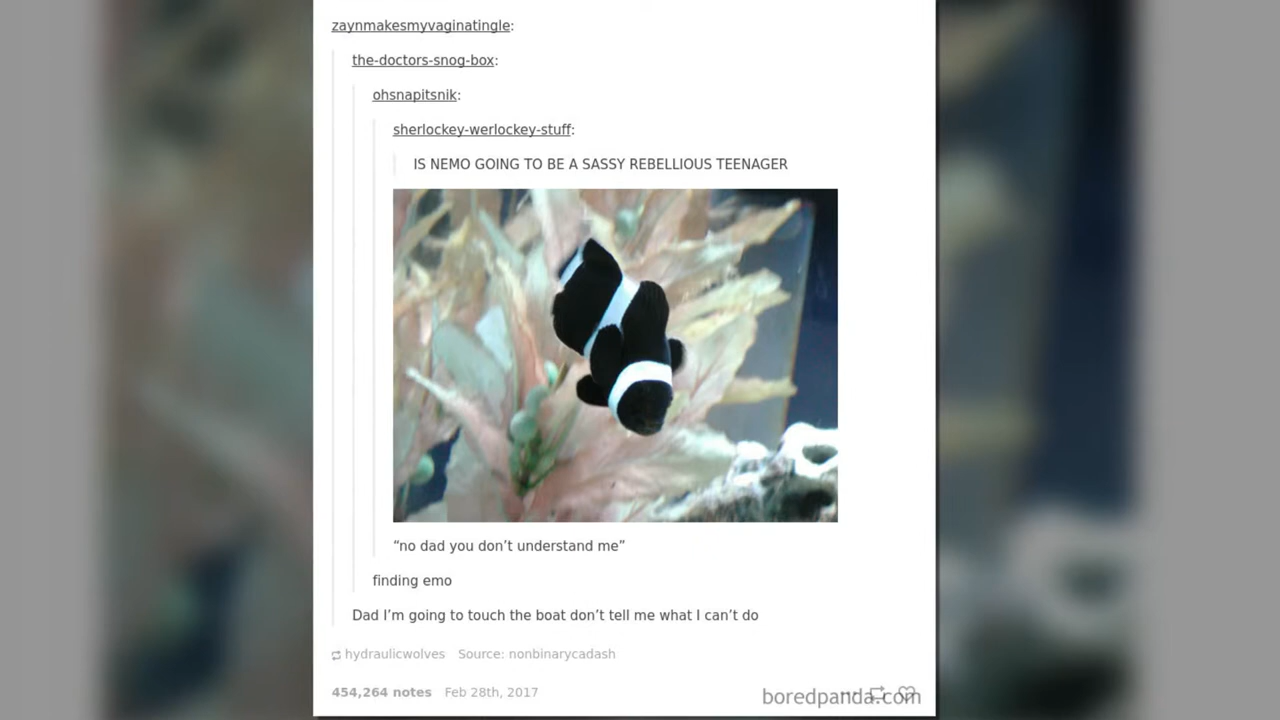 zaynmakesmyvaginatingle:
the-doctors-snog-box:
ohsnapitsnik:
sherlockey-werlockey-stuff:
IS NEMO GOING TO BE A SASSY REBELLIOUS TEENAGER
“no dad you don’t understand me”
finding emo
Dad I’m going to touch the boat don’t tell me what I can’t do
hydraulicwolves Source: nonbinarycadash
454,264 notes Feb 28th, 2017
boredpanda.com